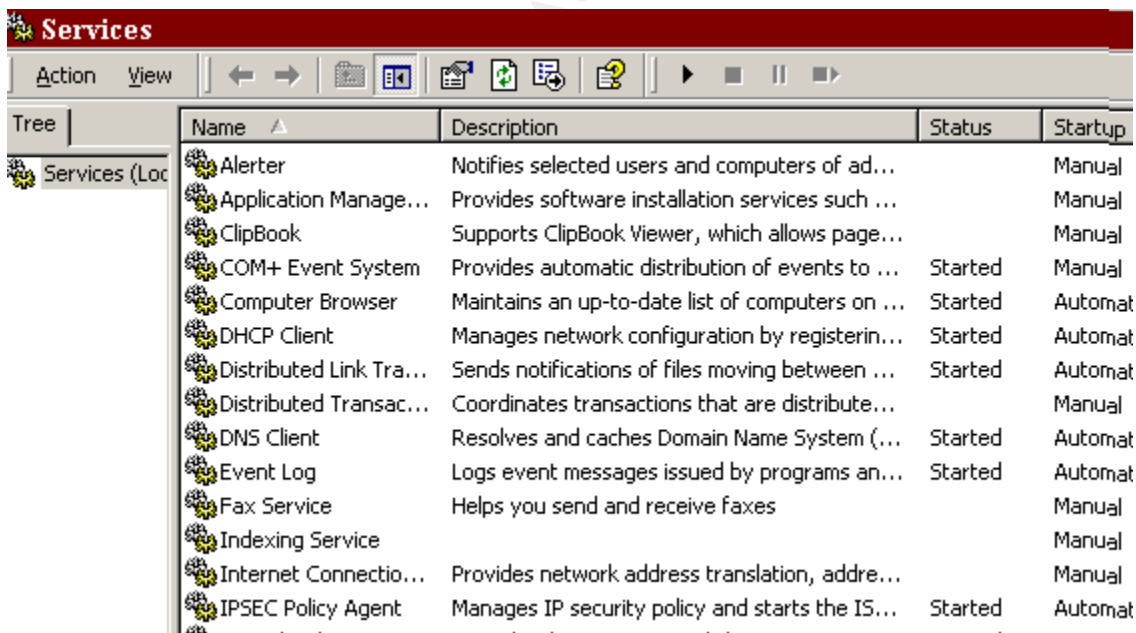 Services
Action View
Tree
Services (Loc
Name Description Status Startup
Alerter Notifies selected users and computers of ad... Manual
Application Manage... Provides software installation services such ... Manual
ClipBook Supports ClipBook Viewer, which allows page... Manual
COM+ Event System Provides automatic distribution of events to ... Started Manual
Computer Browser Maintains an up-to-date list of computers on ... Started Automat
DHCP Client Manages network configuration by registerin... Started Automat
Distributed Link Tra... Sends notifications of files moving between ... Started Automat
Distributed Transac... Coordinates transactions that are distribute... Manual
DNS Client Resolves and caches Domain Name System (... Started Automat
Event Log Logs event messages issued by programs an... Started Automat
Fax Service Helps you send and receive faxes Manual
Indexing Service Manual
Internet Connectio... Provides network address translation, addre... Manual
IPSEC Policy Agent Manages IP security policy and starts the IS... Started Automat